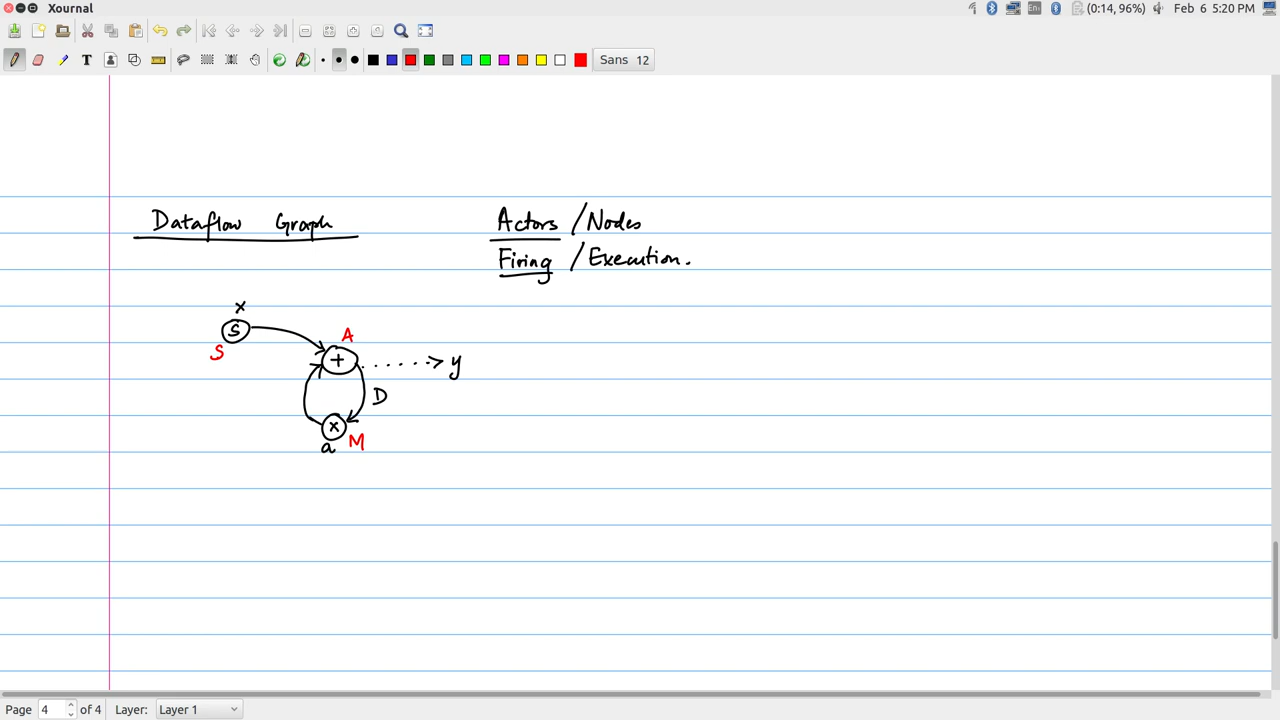 Xournal
En
(0:14, 96%)
Feb 6 5:20 PM
T
Sans 12
Dataflow Graph
Actors / Nodes
Firing / Execution.
x
S
S
A
+
y
D
x
a
M
Page 4 of 4 Layer: Layer 1